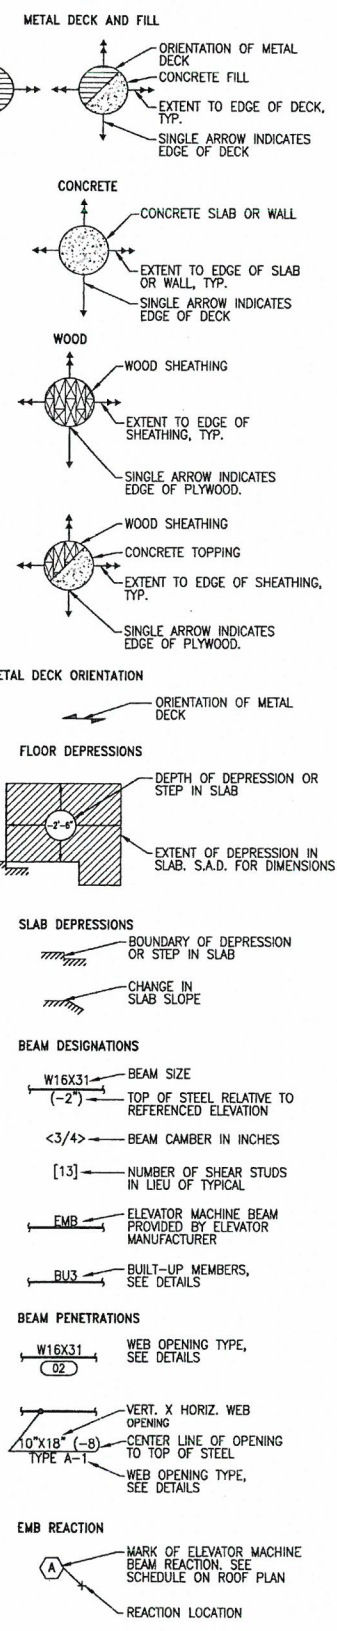 METAL DECK AND FILL
ORIENTATION OF METAL
DECK
CONCRETE FILL
EXTENT TO EDGE OF DECK,
TYP.
SINGLE ARROW INDICATES
EDGE OF DECK
CONCRETE
CONCRETE SLAB OR WALL
EXTENT TO EDGE OF SLAB
OR WALL, TYP.
SINGLE ARROW INDICATES
EDGE OF DECK
WOOD
WOOD SHEATHING
EXTENT TO EDGE OF
SHEATHING, TYP.
SINGLE ARROW INDICATES
EDGE OF PLYWOOD.
WOOD SHEATHING
CONCRETE TOPPING
EXTENT TO EDGE OF SHEATHING,
TYP.
SINGLE ARROW INDICATES
EDGE OF PLYWOOD.
ETAL DECK ORIENTATION
ORIENTATION OF METAL
DECK
FLOOR DEPRESSIONS
DEPTH OF DEPRESSION OR
STEP IN SLAB
-2'-6"
EXTENT OF DEPRESSION IN
SLAB. S.A.D. FOR DIMENSIONS
SLAB DEPRESSIONS
BOUNDARY OF DEPRESSION
OR STEP IN SLAB
CHANGE IN
SLAB SLOPE
BEAM DESIGNATIONS
W16X31 BEAM SIZE
(-2") TOP OF STEEL RELATIVE TO
REFERENCED ELEVATION
<3/4> BEAM CAMBER IN INCHES
[13] NUMBER OF SHEAR STUDS
IN LIEU OF TYPICAL
EMB ELEVATOR MACHINE BEAM
PROVIDED BY ELEVATOR
MANUFACTURER
BU3 BUILT-UP MEMBERS,
SEE DETAILS
BEAM PENETRATIONS
W16X31 WEB OPENING TYPE,
SEE DETAILS
02
VERT. X HORIZ. WEB
OPENING
10"X18" (-8) CENTER LINE OF OPENING
TO TOP OF STEEL
TYPE A-1
WEB OPENING TYPE,
SEE DETAILS
EMB REACTION
A MARK OF ELEVATOR MACHINE
BEAM REACTION. SEE
SCHEDULE ON ROOF PLAN
REACTION LOCATION